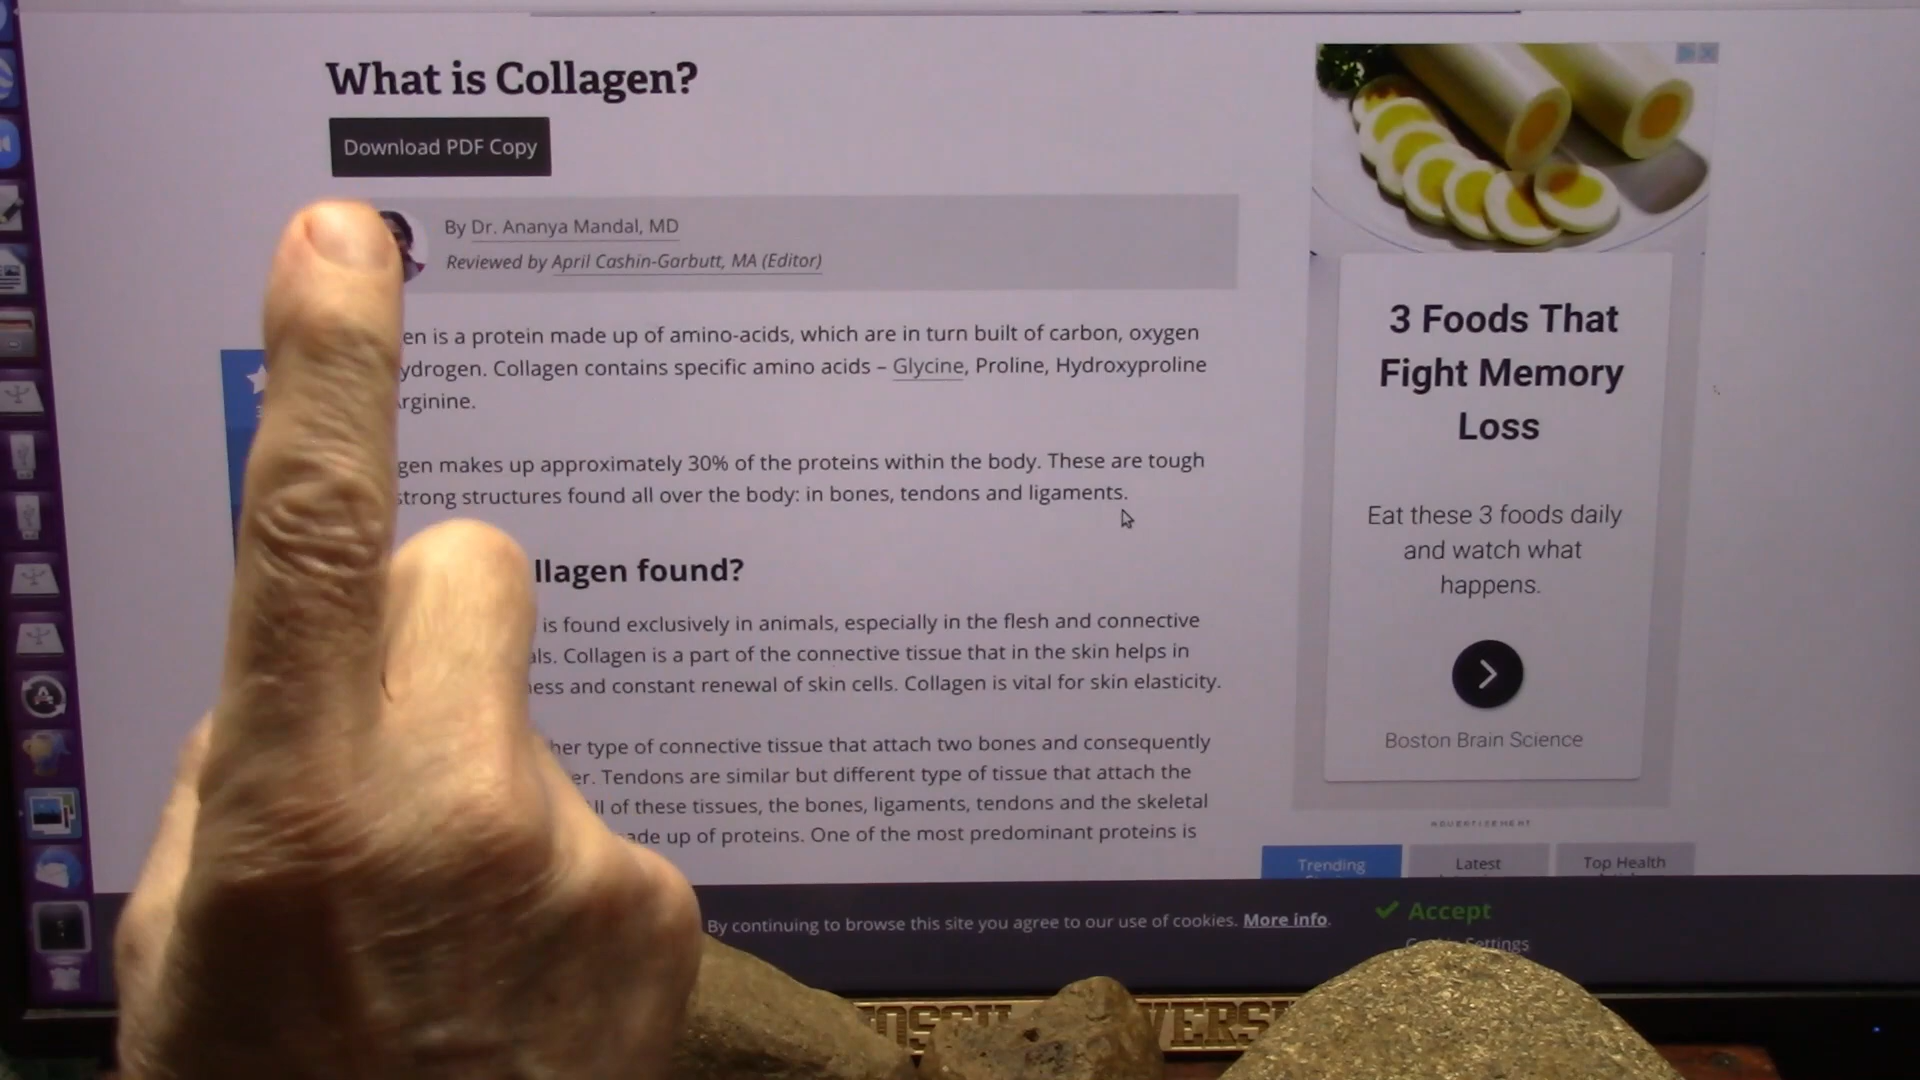 What is Collagen?
Download PDF Copy
By Dr. Ananya Mandal, MD
Reviewed by April Cashin-Garbutt, MA (Editor)
en is a protein made up of amino-acids, which are in turn built of carbon, oxygen
ydrogen. Collagen contains specific amino acids – Glycine, Proline, Hydroxyproline
rginine.
gen makes up approximately 30% of the proteins within the body. These are tough
strong structures found all over the body: in bones, tendons and ligaments.
llagen found?
is found exclusively in animals, especially in the flesh and connective
als. Collagen is a part of the connective tissue that in the skin helps in
ness and constant renewal of skin cells. Collagen is vital for skin elasticity.
her type of connective tissue that attach two bones and consequently
er. Tendons are similar but different type of tissue that attach the
ll of these tissues, the bones, ligaments, tendons and the skeletal
ade up of proteins. One of the most predominant proteins is
3 Foods That
Fight Memory
Loss
Eat these 3 foods daily
and watch what
happens.
Boston Brain Science
ADVERTISEMENT
Trending
Latest
Top Health
By continuing to browse this site you agree to our use of cookies. More info.
Accept
Settings